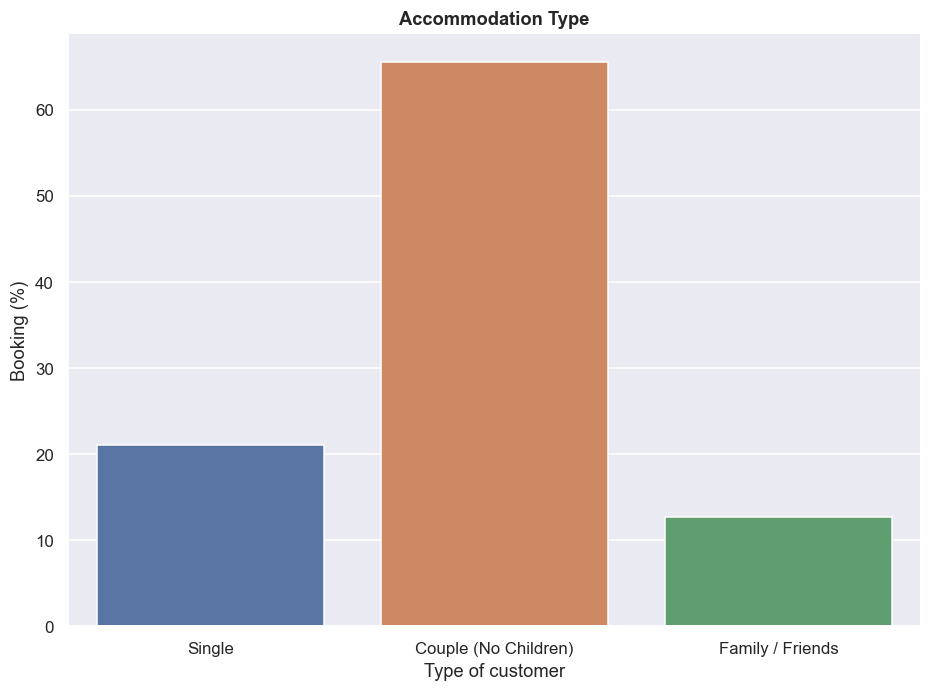 Accommodation Type
Booking (%)
60
50
40
30
20
10
0
Single
Couple (No Children)
Family / Friends
Type of customer